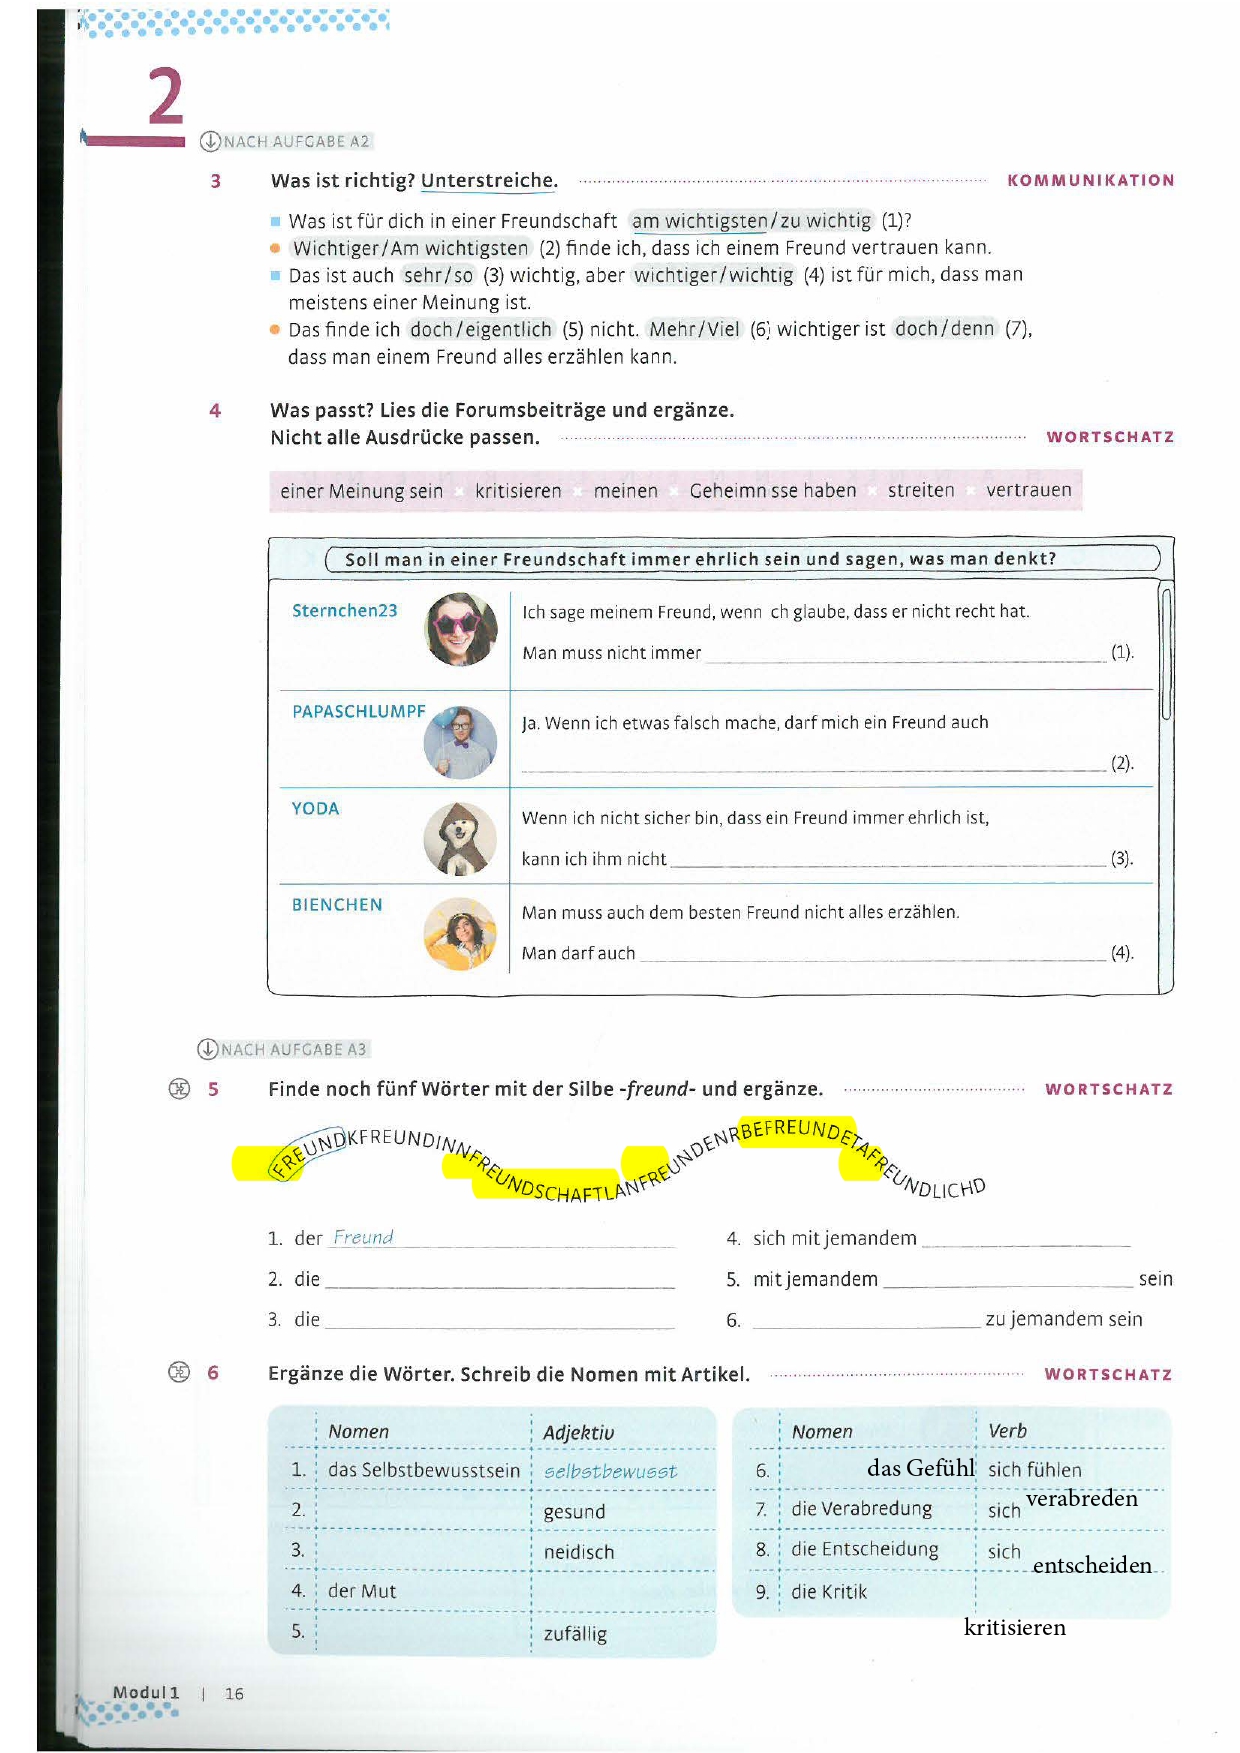 2
NACH AUFGABE A2
3 Was ist richtig? Unterstreiche. KOMMUNIKATION
Was ist für dich in einer Freundschaft am wichtigsten/zu wichtig (1)?
Wichtiger/Am wichtigsten (2) finde ich, dass ich einem Freund vertrauen kann.
Das ist auch sehr/so (3) wichtig, aber wichtiger/wichtig (4) ist für mich, dass man
meistens einer Meinung ist.
Das finde ich doch/eigentlich (5) nicht. Mehr/Viel (6) wichtiger ist doch/denn (7),
dass man einem Freund alles erzählen kann.
4 Was passt? Lies die Forumsbeiträge und ergänze.
Nicht alle Ausdrücke passen. WORTSCHATZ
einer Meinung sein × kritisieren × meinen × Geheimn sse haben × streiten × vertrauen
Soll man in einer Freundschaft immer ehrlich sein und sagen, was man denkt?
Sternchen23 Ich sage meinem Freund, wenn ch glaube, dass er nicht recht hat.
Man muss nicht immer (1).
PAPASCHLUMPF Ja. Wenn ich etwas falsch mache, darf mich ein Freund auch
(2).
YODA Wenn ich nicht sicher bin, dass ein Freund immer ehrlich ist,
kann ich ihm nicht (3).
BIENCHEN Man muss auch dem besten Freund nicht alles erzählen.
Man darf auch (4).
NACH AUFGABE A3
5 Finde noch fünf Wörter mit der Silbe -freund- und ergänze. WORTSCHATZ
FREUNDKFREUNDINNFREUNDSCHAFTLANFREUNDENRBEFREUNDETAFREUNDLICHD
1. der Freund 4. sich mit jemandem
2. die 5. mit jemandem sein
3. die 6. zu jemandem sein
6 Ergänze die Wörter. Schreib die Nomen mit Artikel. WORTSCHATZ
Nomen Adjektiv Nomen Verb
1. das Selbstbewusstsein selbstbewusst 6. das Gefühl sich fühlen
2. gesund 7. die Verabredung sich verabreden
3. neidisch 8. die Entscheidung sich entscheiden
4. der Mut 9. die Kritik
5. zufällig kritisieren
Modul 1 | 16